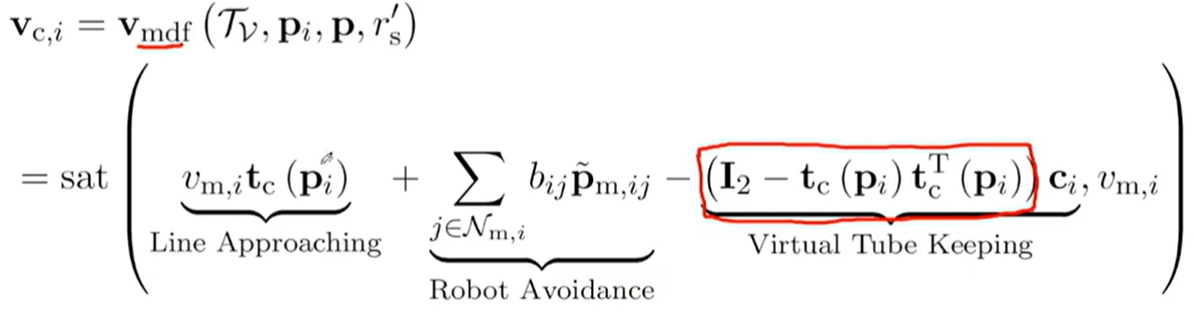 𝐯_{c,i} = 𝐯_{mdf} (𝒯_𝒱, 𝐩_i, 𝐩, r′_s)
= sat ( v_{m,i} 𝐭_c (𝐩_i) + ∑_{j∈𝒩_{m,i}} b_{ij} 𝐩̃_{m,ij} − (𝐈_2 − 𝐭_c (𝐩_i) 𝐭_c^T (𝐩_i)) 𝐜_i, v_{m,i} )
Line Approaching
Virtual Tube Keeping
Robot Avoidance